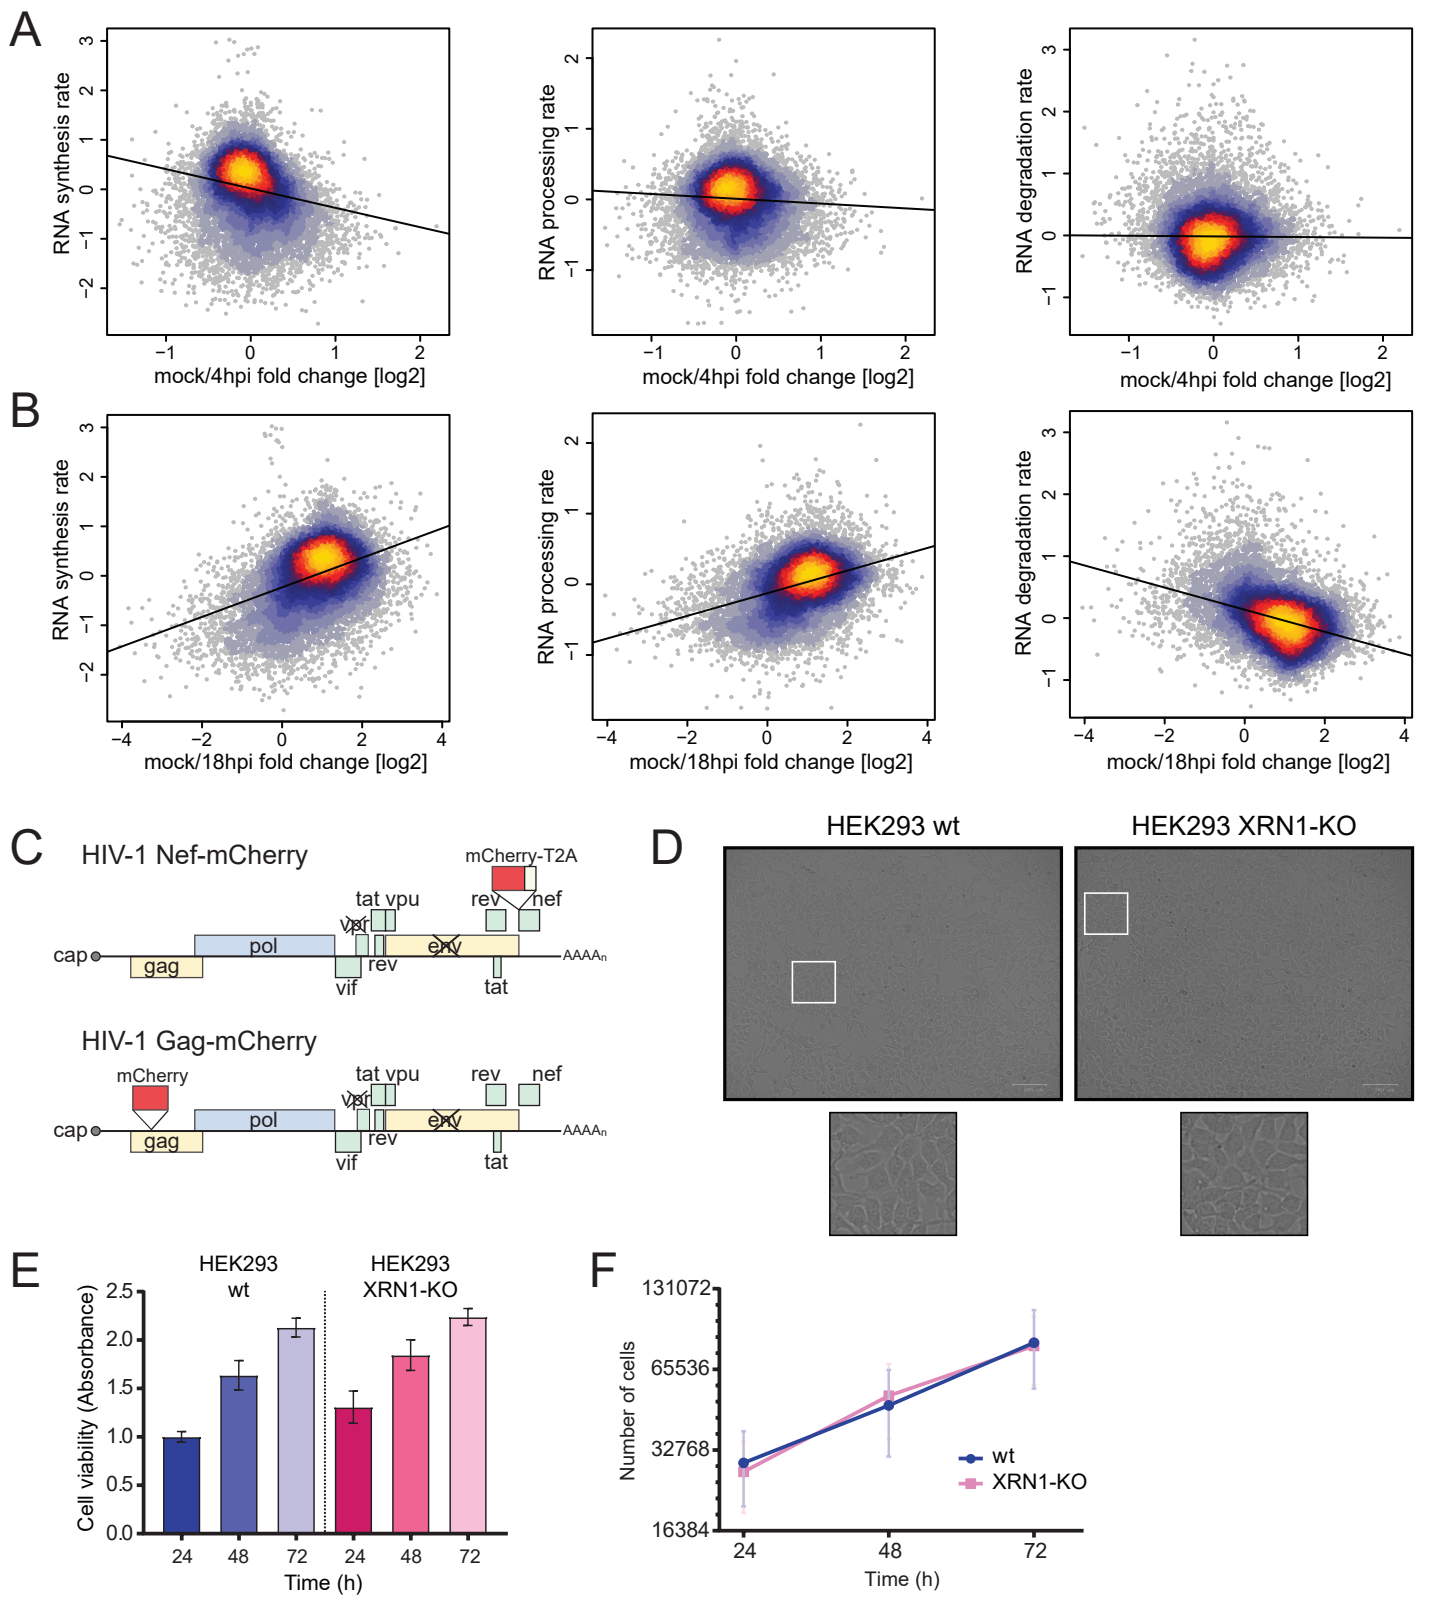 A
RNA synthesis rate
3
2
1
0
−1
−2
−1 0 1 2
mock/4hpi fold change [log2]
RNA processing rate
2
1
0
−1
−1 0 1 2
mock/4hpi fold change [log2]
RNA degradation rate
3
2
1
0
−1
−1 0 1 2
mock/4hpi fold change [log2]
B
RNA synthesis rate
3
2
1
0
−1
−2
−4 −2 0 2 4
mock/18hpi fold change [log2]
RNA processing rate
2
1
0
−1
−4 −2 0 2 4
mock/18hpi fold change [log2]
RNA degradation rate
3
2
1
0
−1
−4 −2 0 2 4
mock/18hpi fold change [log2]
C
HIV-1 Nef-mCherry
mCherry-T2A
tat vpu rev nef
vpr
cap pol env AAAAn
gag rev
vif tat
HIV-1 Gag-mCherry
mCherry
tat vpu rev nef
vpr
cap pol env AAAAn
gag rev
vif tat
D
HEK293 wt
HEK293 XRN1-KO
E
HEK293
wt
HEK293
XRN1-KO
Cell viability (Absorbance)
2.5
2.0
1.5
1.0
0.5
0.0
24 48 72 24 48 72
Time (h)
F
Number of cells
131072
65536
32768
16384
wt
XRN1-KO
24 48 72
Time (h)